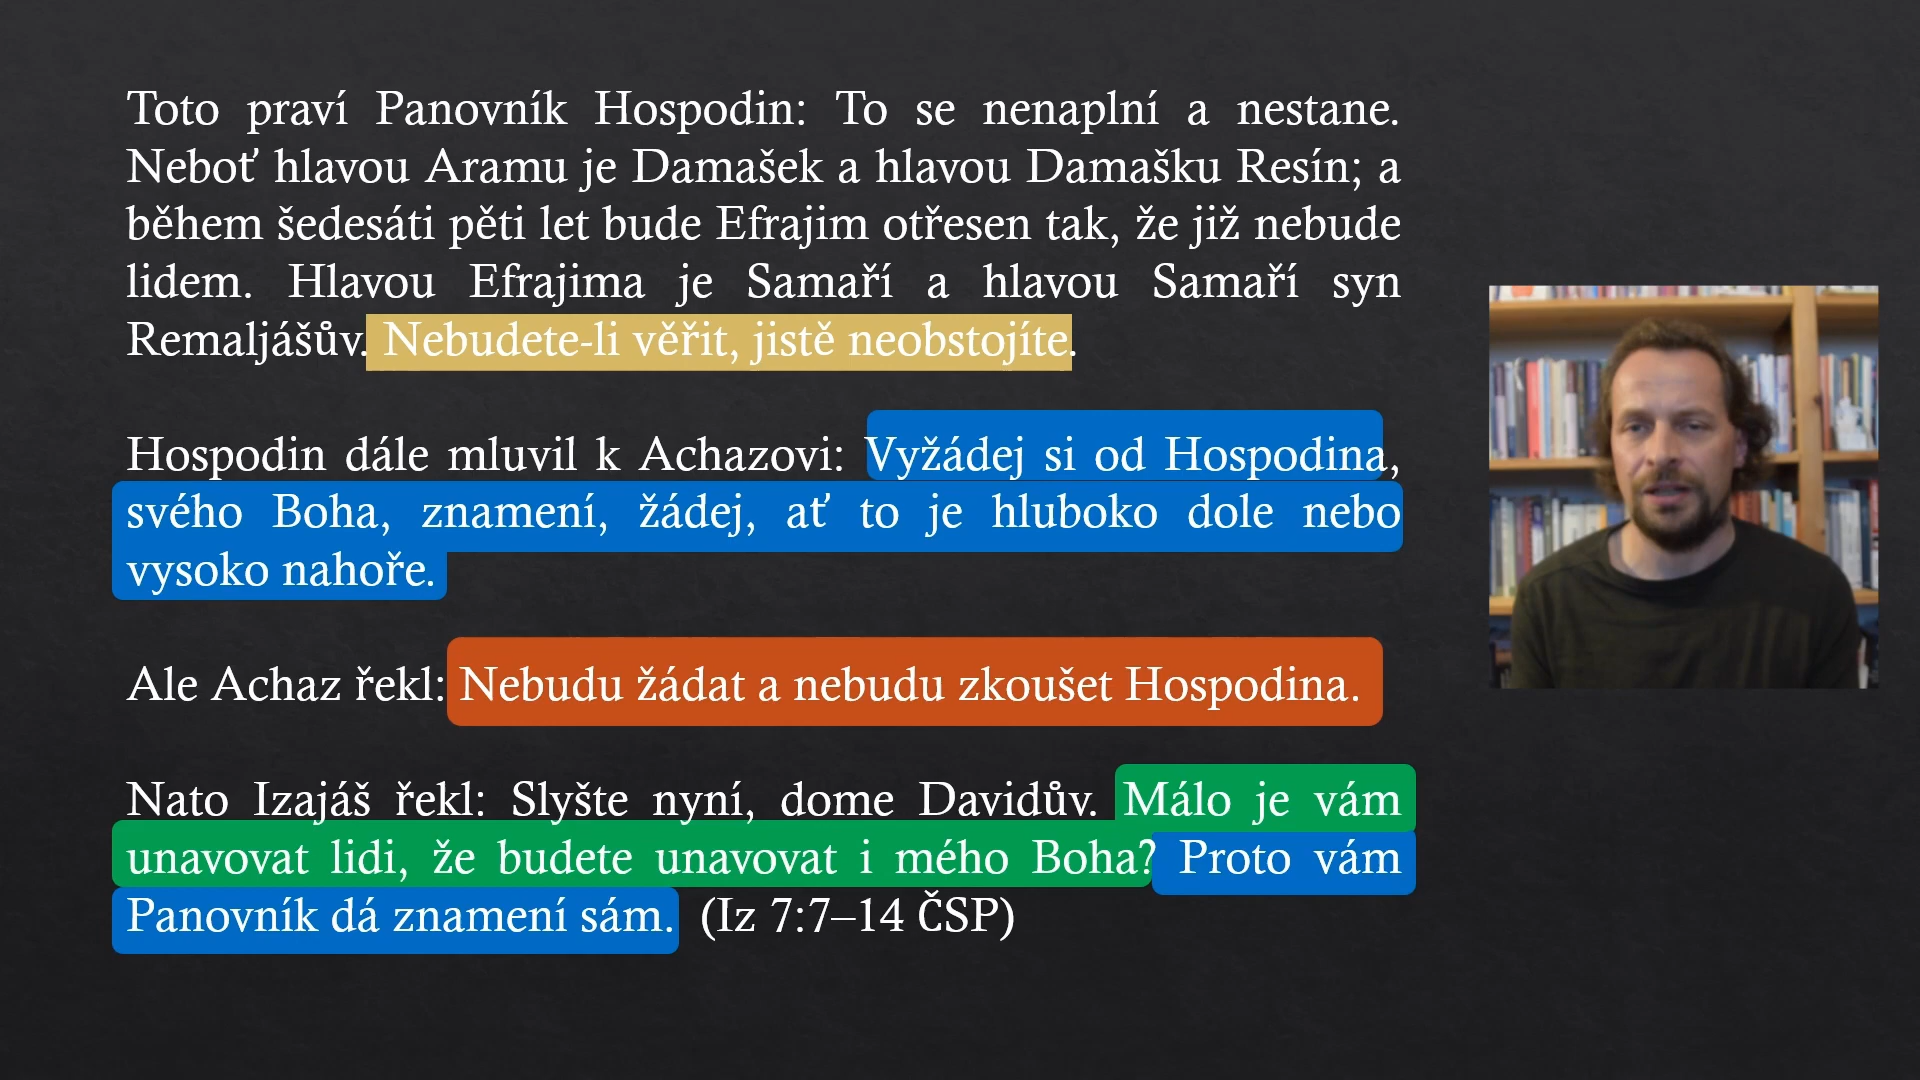 Toto praví Panovník Hospodin: To se nenaplní a nestane.
Neboť hlavou Aramu je Damašek a hlavou Damašku Resín; a
během šedesáti pěti let bude Efrajim otřesen tak, že již nebude
lidem. Hlavou Efrajima je Samaří a hlavou Samaří syn
Remaljášův. Nebudete-li věřit, jistě neobstojíte.
Hospodin dále mluvil k Achazovi: Vyžádej si od Hospodina,
svého Boha, znamení, žádej, ať to je hluboko dole nebo
vysoko nahoře.
Ale Achaz řekl: Nebudu žádat a nebudu zkoušet Hospodina.
Nato Izajáš řekl: Slyšte nyní, dome Davidův. Málo je vám
unavovat lidi, že budete unavovat i mého Boha? Proto vám
Panovník dá znamení sám. (Iz 7:7–14 ČSP)